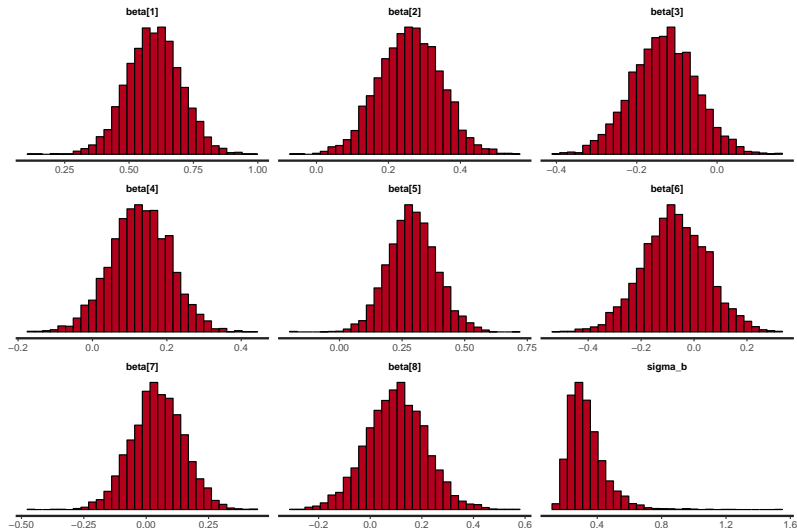 beta[1] beta[2] beta[3]
0.25 0.50 0.75 1.00 0.0 0.2 0.4 −0.4 −0.2 0.0
beta[4] beta[5] beta[6]
−0.2 0.0 0.2 0.4 0.00 0.25 0.50 0.75 −0.4 −0.2 0.0 0.2
beta[7] beta[8] sigma_b
−0.50 −0.25 0.00 0.25 −0.2 0.0 0.2 0.4 0.6 0.4 0.8 1.2 1.6